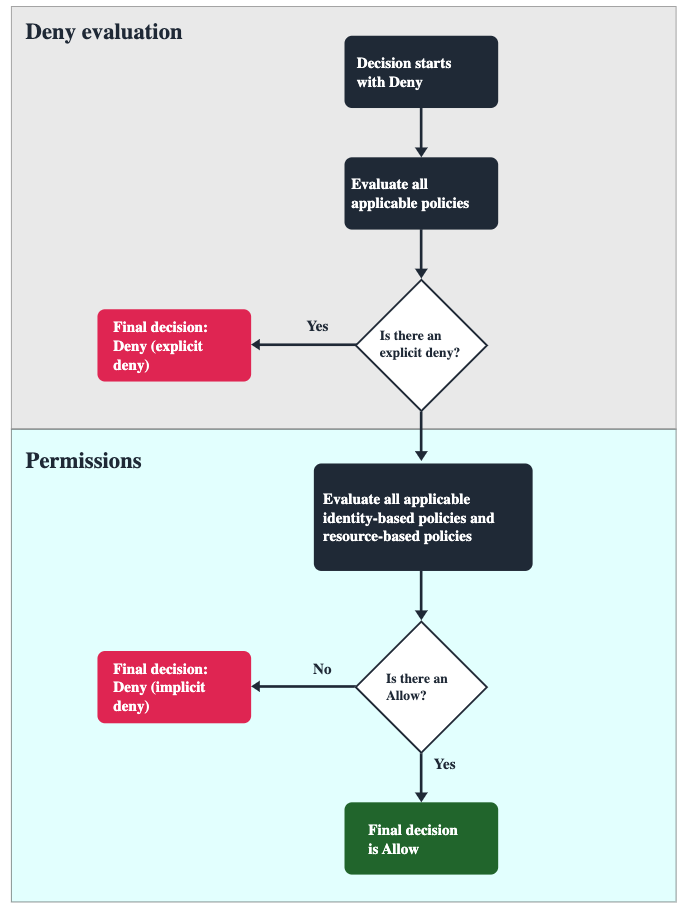 Deny evaluation
Decision starts
with Deny
Evaluate all
applicable policies
Is there an
explicit deny?
Yes
Final decision:
Deny (explicit
deny)
Permissions
Evaluate all applicable
identity-based policies and
resource-based policies
Is there an
Allow?
No
Final decision:
Deny (implicit
deny)
Yes
Final decision
is Allow